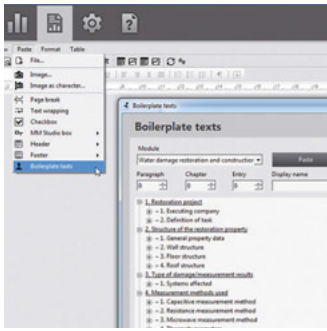 Paste Format Table
File...
Image...
Image as character...
Page break
Text wrapping
Checkbox
MM Studio box
Header
Footer
Boilerplate texts
Boilerplate texts
Boilerplate texts
Module
Water damage restoration and construction
Paste
Paragraph Chapter Entry Display name
0 0 0
1. Restoration project
– 1. Executing company
– 2. Definition of task
2. Structure of the restoration property
– 1. General property data
– 2. Wall structure
– 3. Floor structure
– 4. Roof structure
3. Type of damage/measurement results
– 1. Systems affected
4. Measurement methods used
– 1. Capacitive measurement method
– 2. Resistance measurement method
– 3. Microwave measurement method